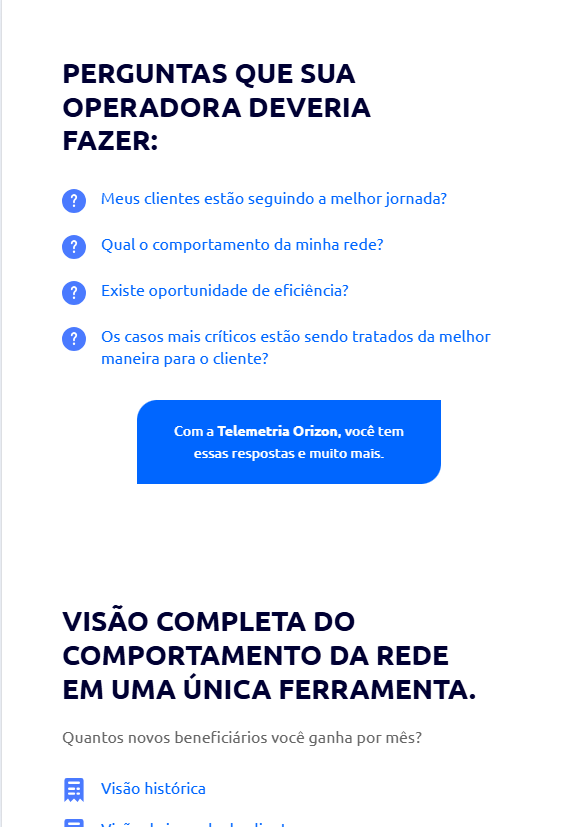 PERGUNTAS QUE SUA
OPERADORA DEVERIA
FAZER:
Meus clientes estão seguindo a melhor jornada?
Qual o comportamento da minha rede?
Existe oportunidade de eficiência?
Os casos mais críticos estão sendo tratados da melhor
maneira para o cliente?
Com a Telemetria Orizon, você tem
essas respostas e muito mais.
VISÃO COMPLETA DO
COMPORTAMENTO DA REDE
EM UMA ÚNICA FERRAMENTA.
Quantos novos beneficiários você ganha por mês?
Visão histórica